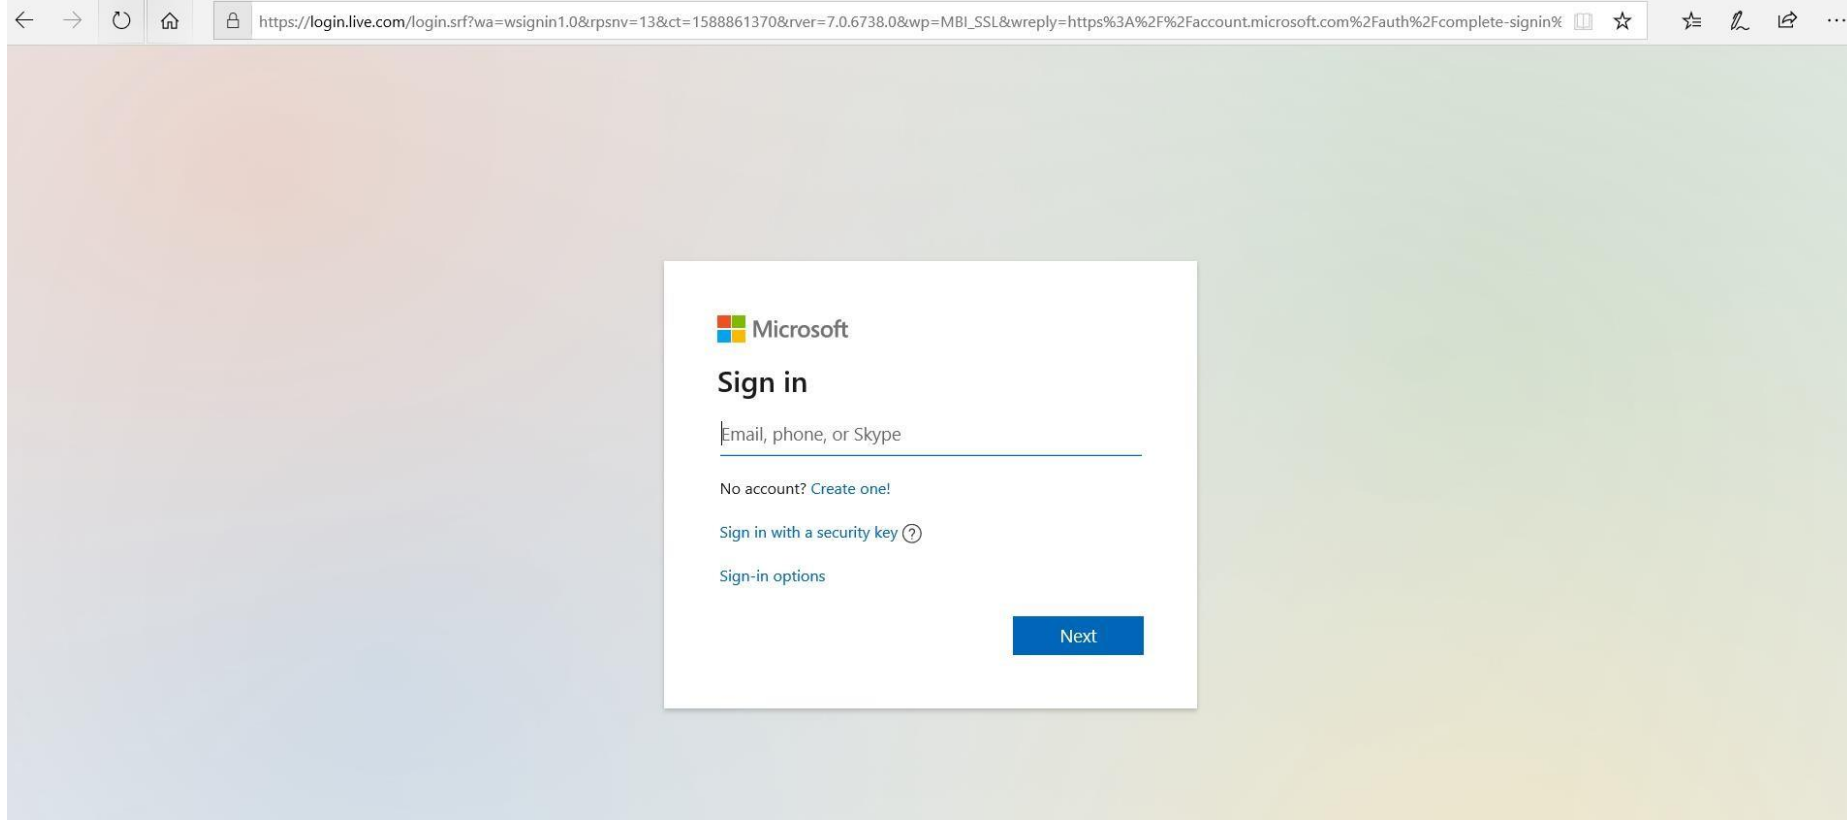 https://login.live.com/login.srf?wa=wsignin1.0&rpsnv=13&ct=1588861370&rver=7.0.6738.0&wp=MBI_SSL&wreply=https%3A%2F%2Faccount.microsoft.com%2Fauth%2Fcomplete-signin%
Microsoft
Sign in
Email, phone, or Skype
No account? Create one!
Sign in with a security key ?
Sign-in options
Next